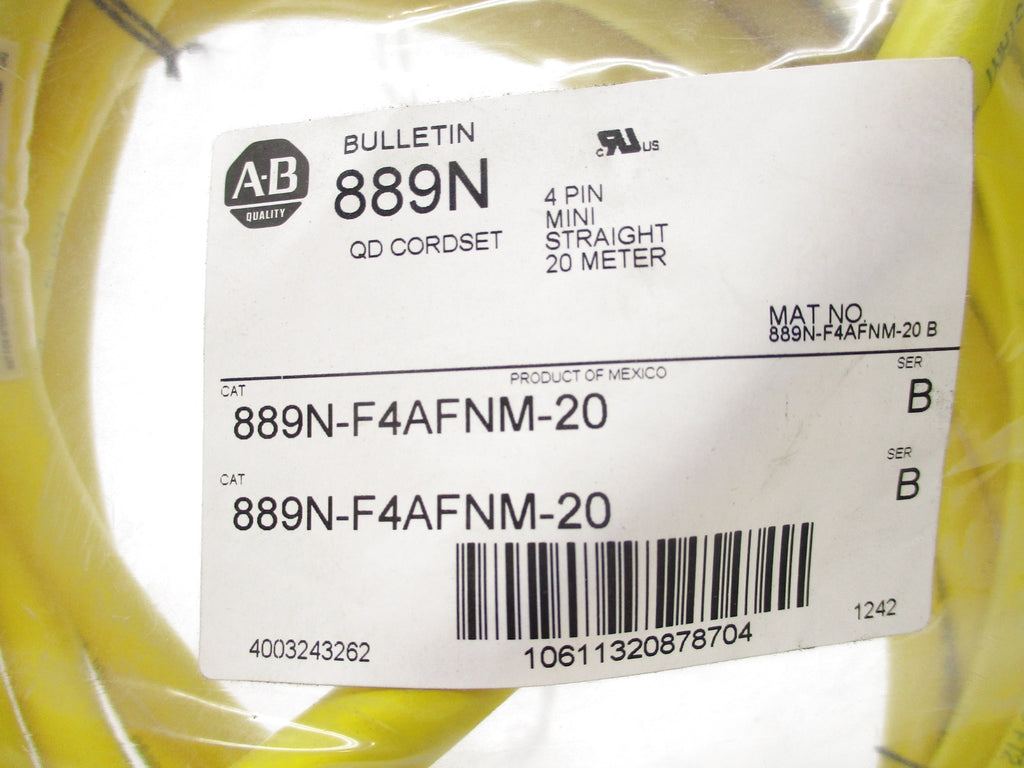 A-B
QUALITY
BULLETIN
889N
QD CORDSET
c RU US
4 PIN
MINI
STRAIGHT
20 METER
MAT NO.
889N-F4AFNM-20 B
PRODUCT OF MEXICO
CAT
SER
889N-F4AFNM-20
B
CAT
SER
889N-F4AFNM-20
B
4003243262
10611320878704
1242